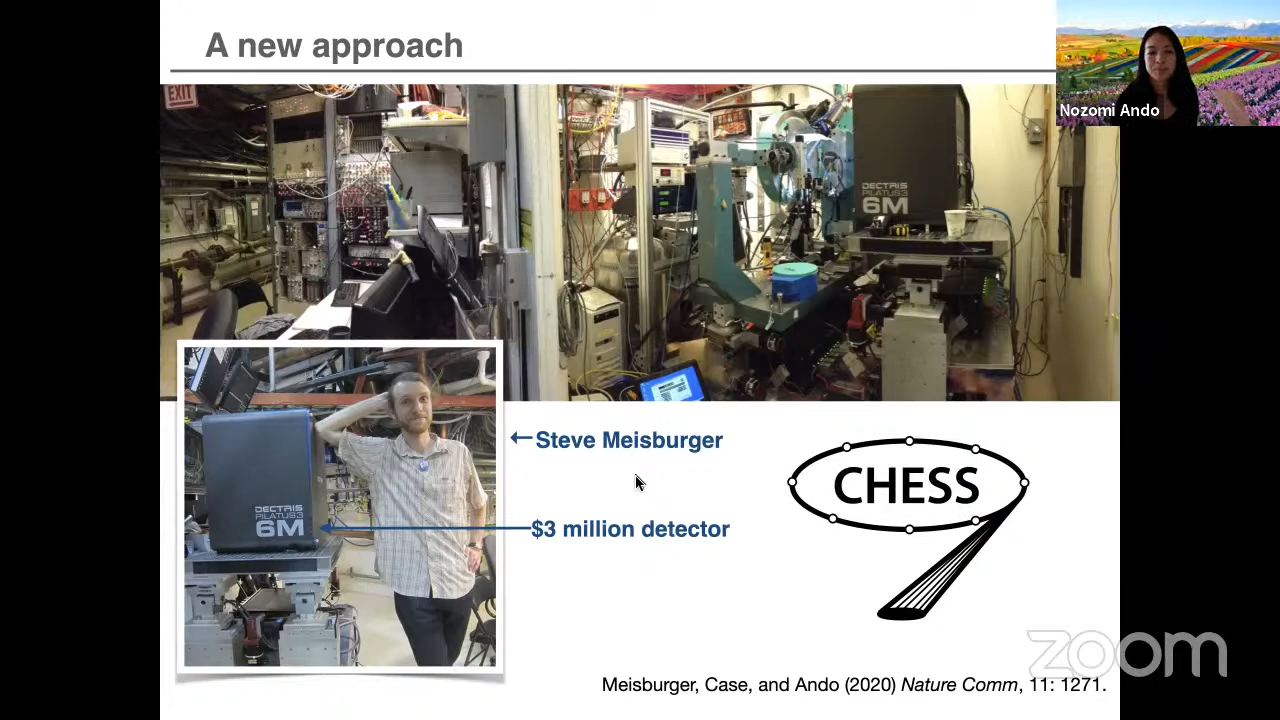 A new approach
Nozomi Ando
EXIT
DECTRIS
PILATUS3
6M
Steve Meisburger
CHESS
DECTRIS
PILATUS3
6M
$3 million detector
zoom
Meisburger, Case, and Ando (2020) Nature Comm, 11: 1271.